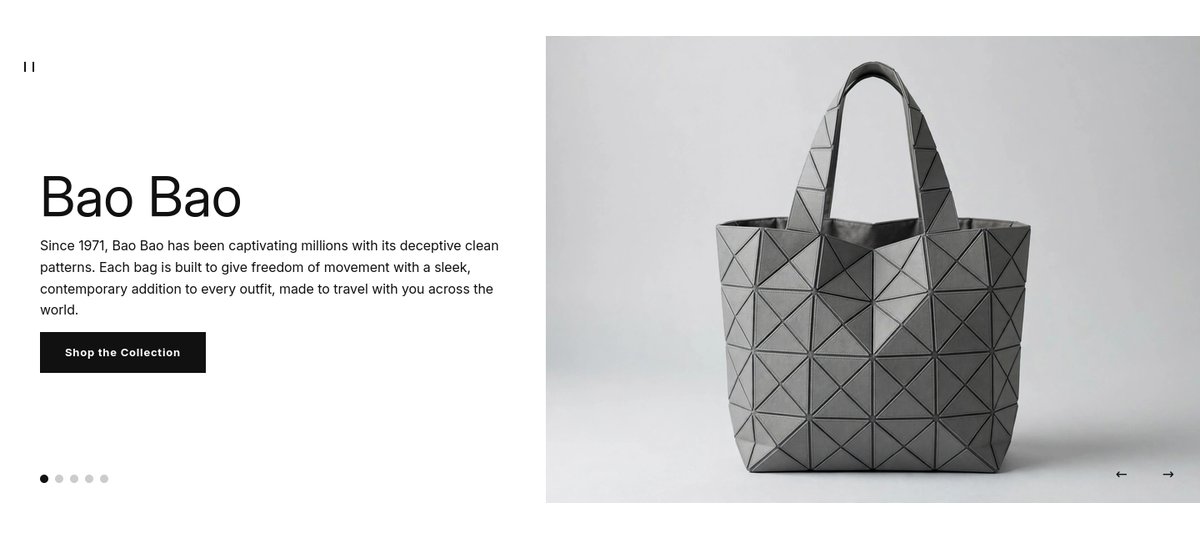 Bao Bao
Since 1971, Bao Bao has been captivating millions with its deceptive clean
patterns. Each bag is built to give freedom of movement with a sleek,
contemporary addition to every outfit, made to travel with you across the
world.
Shop the Collection